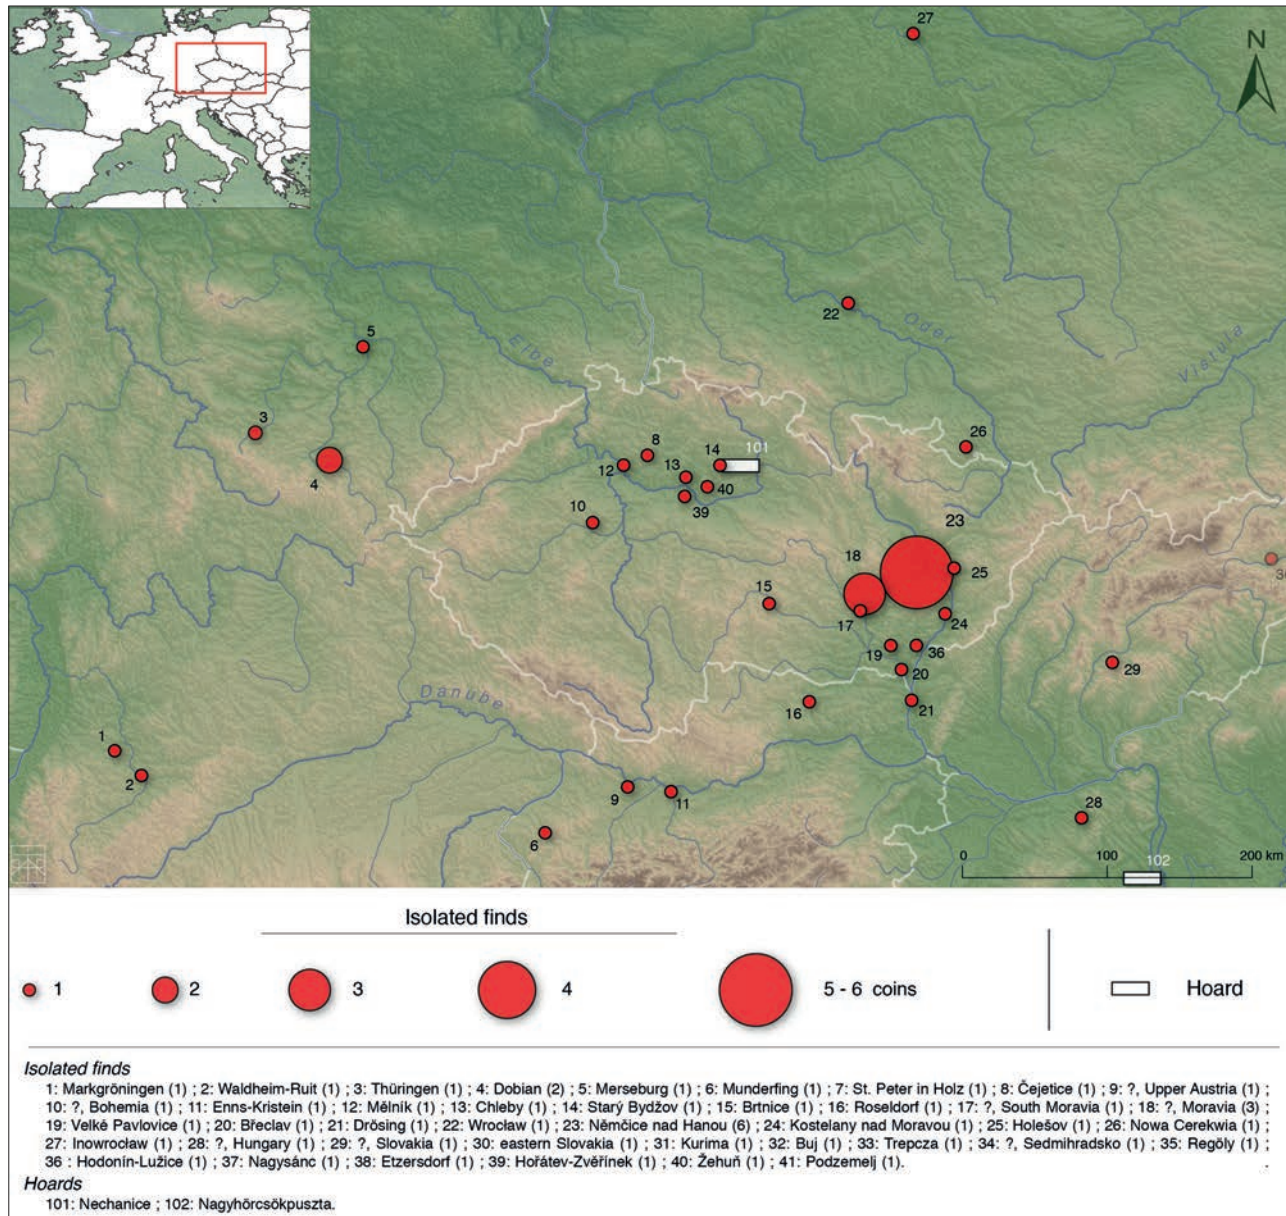 27
N
5
22
Oder
Elbe
Vistula
3
4
8
14
101
26
12
13
40
39
10
23
18
25
15
17
24
19
36
20
29
16
21
Danube
1
2
9
11
28
6
0 100 200 km
102
Isolated finds
1 2 3 4 5 - 6 coins Hoard
Isolated finds
1: Markgröningen (1) ; 2: Waldheim-Ruit (1) ; 3: Thüringen (1) ; 4: Dobian (2) ; 5: Merseburg (1) ; 6: Munderfing (1) ; 7: St. Peter in Holz (1) ; 8: Čejetice (1) ; 9: ?, Upper Austria (1) ;
10: ?, Bohemia (1) ; 11: Enns-Kristein (1) ; 12: Mělník (1) ; 13: Chleby (1) ; 14: Starý Bydžov (1) ; 15: Brtnice (1) ; 16: Roseldorf (1) ; 17: ?, South Moravia (1) ; 18: ?, Moravia (3) ;
19: Velké Pavlovice (1) ; 20: Břeclav (1) ; 21: Drösing (1) ; 22: Wrocław (1) ; 23: Němčice nad Hanou (6) ; 24: Kostelany nad Moravou (1) ; 25: Holešov (1) ; 26: Nowa Cerekwia (1) ;
27: Inowrocław (1) ; 28: ?, Hungary (1) ; 29: ?, Slovakia (1) ; 30: eastern Slovakia (1) ; 31: Kurima (1) ; 32: Buj (1) ; 33: Trepcza (1) ; 34: ?, Sedmihradsko (1) ; 35: Regöly (1) ;
36 : Hodonín-Lužice (1) ; 37: Nagysánc (1) ; 38: Etzersdorf (1) ; 39: Hořátev-Zvěřínek (1) ; 40: Žehuň (1) ; 41: Podzemelj (1).
Hoards
101: Nechanice ; 102: Nagyhörcsökpuszta.